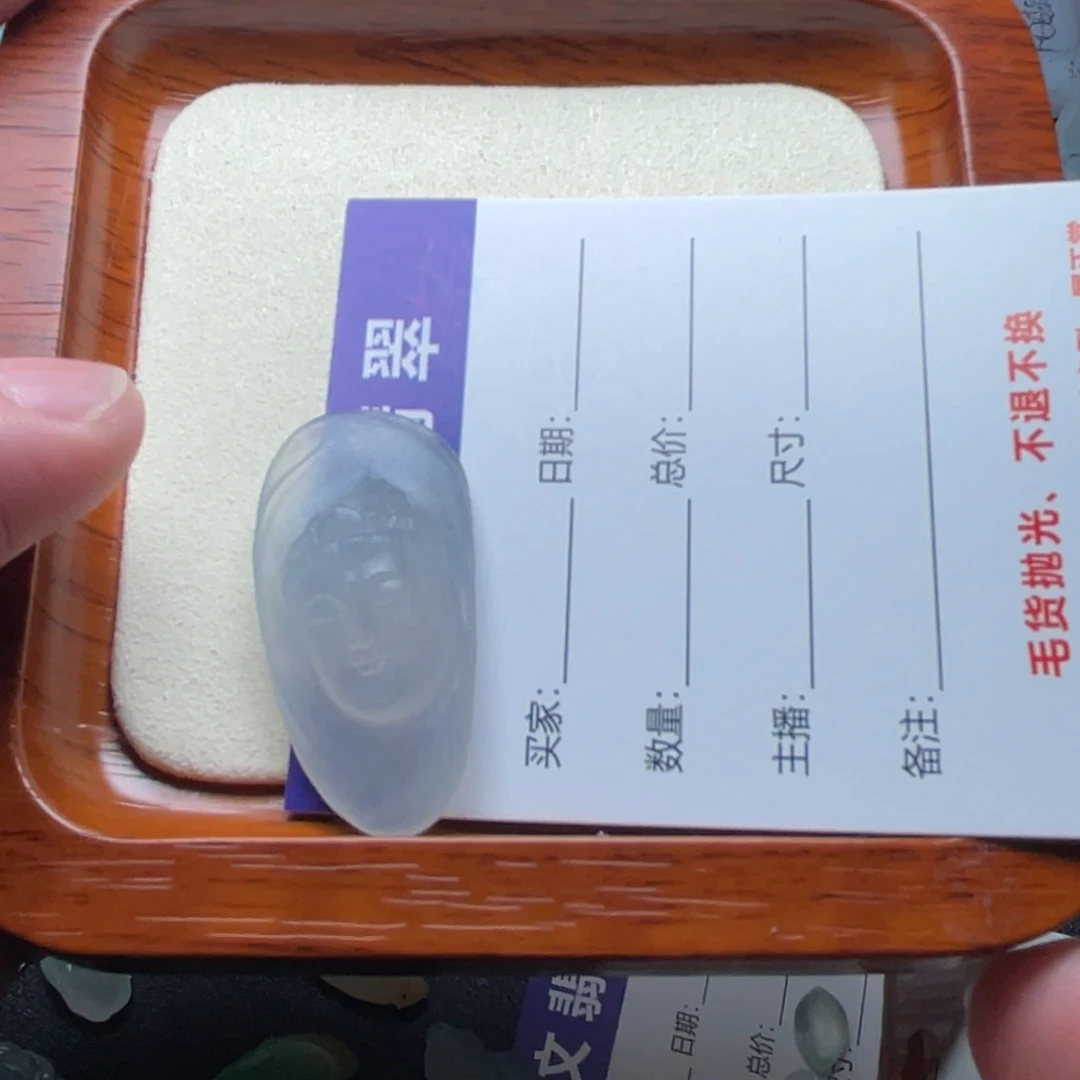 翠
买家：日期：
数量：总价：
主播：尺寸：
备注：
毛货抛光、不退不换
文翡
日期：
总价：